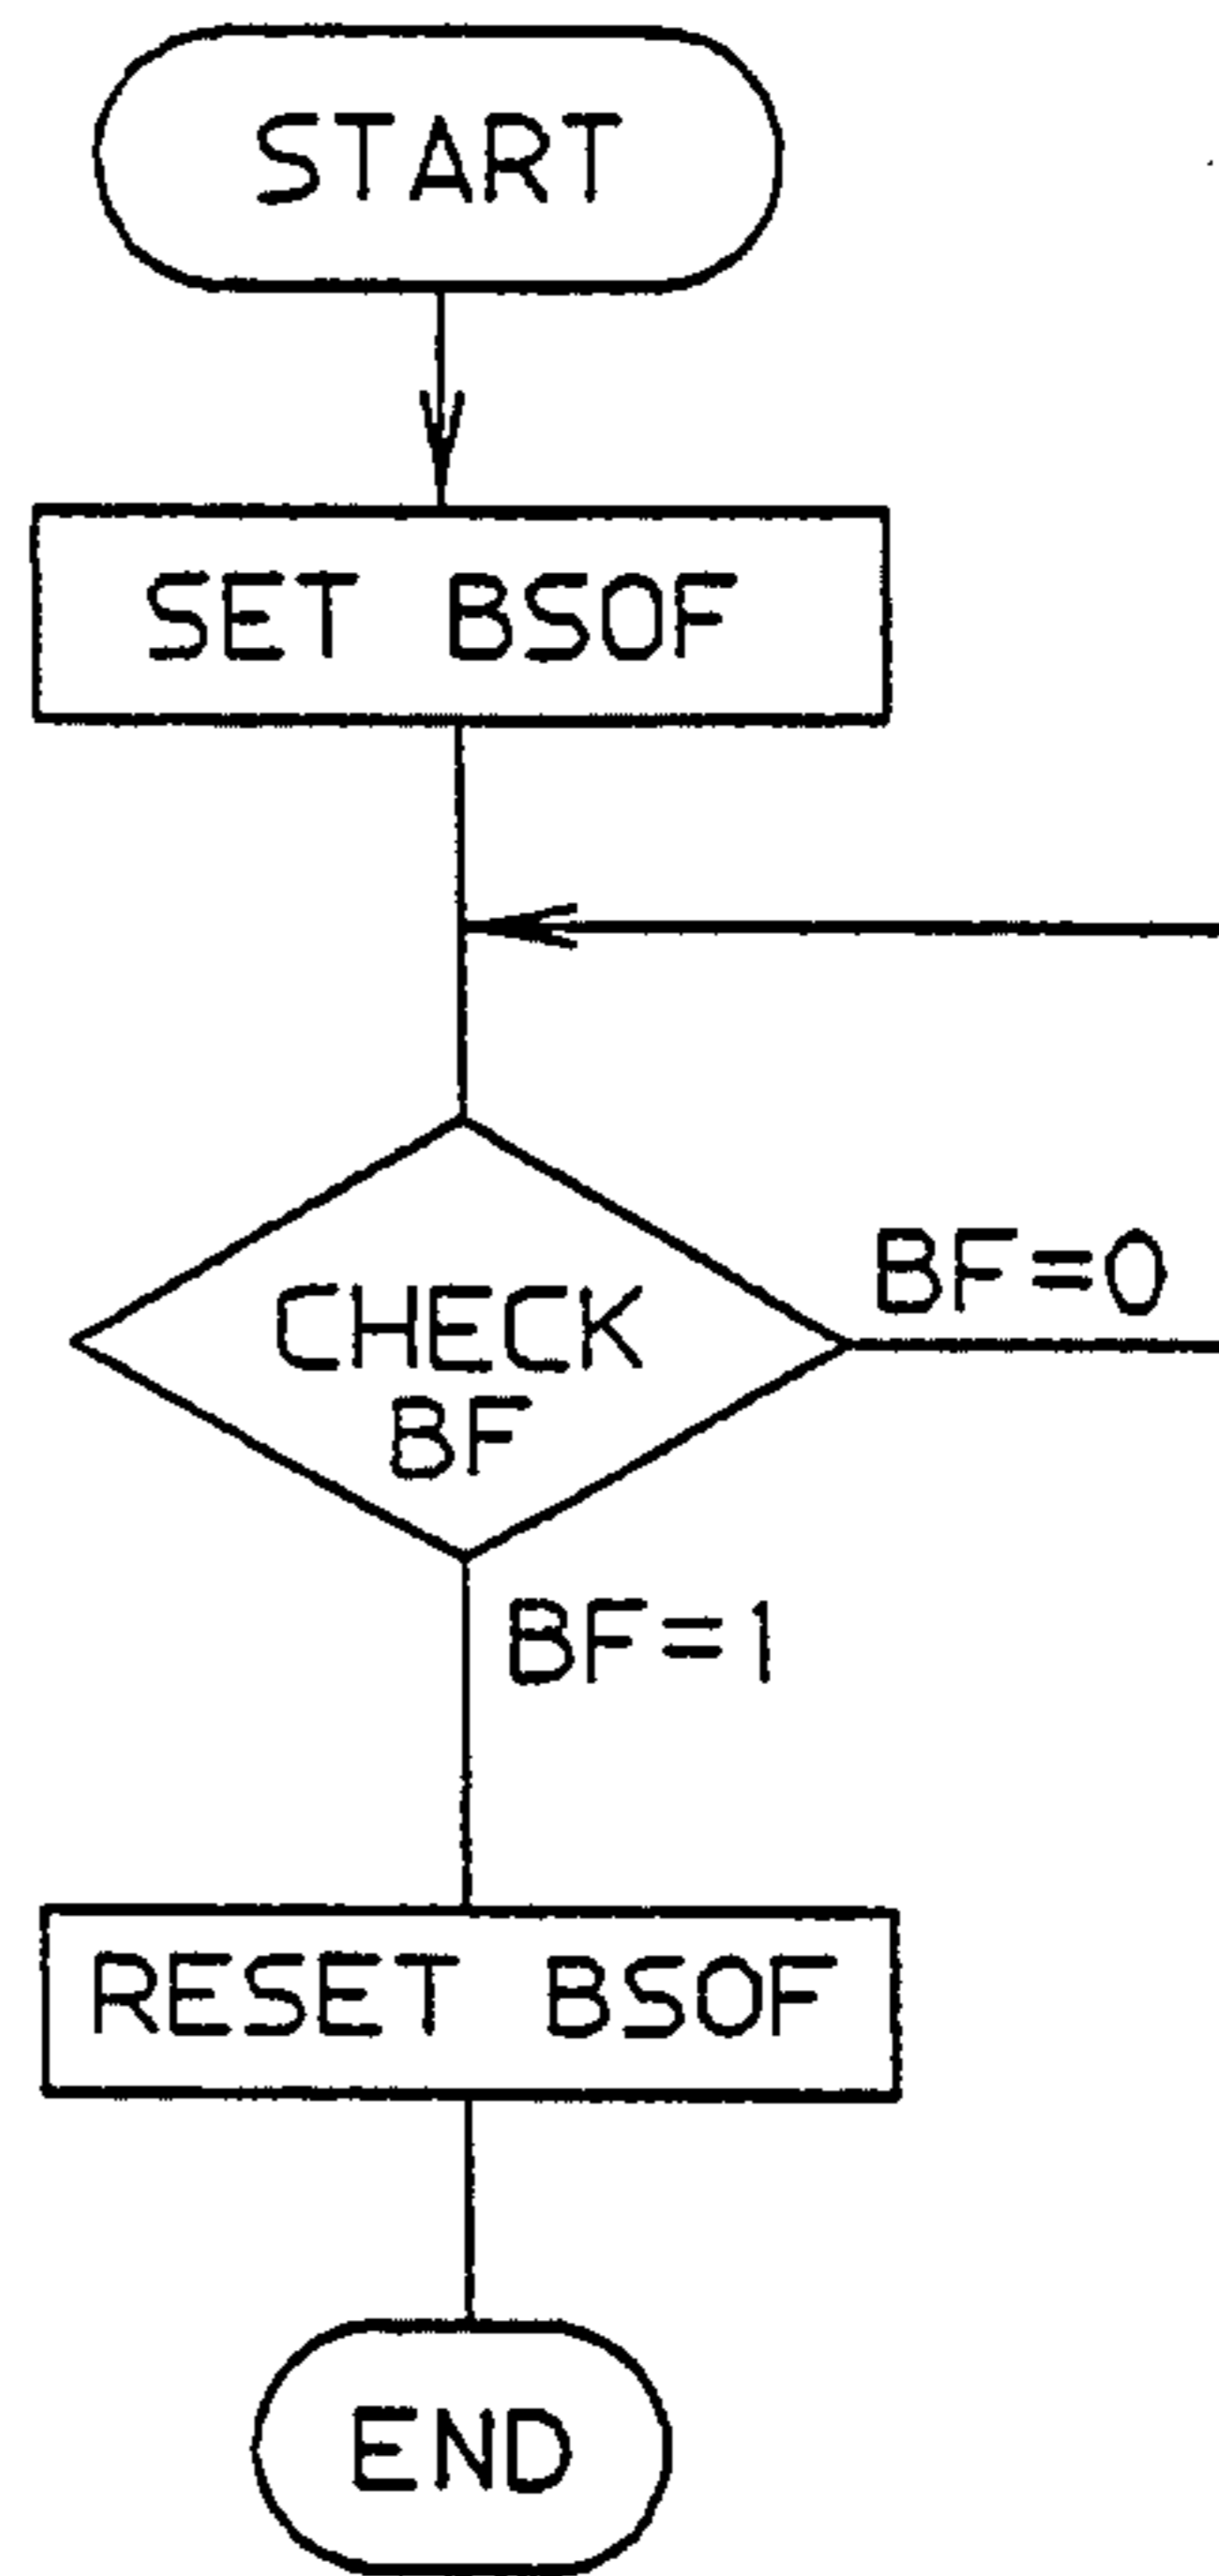 START
SET BSOF
CHECK
BF
BF=0
BF=1
RESET BSOF
END